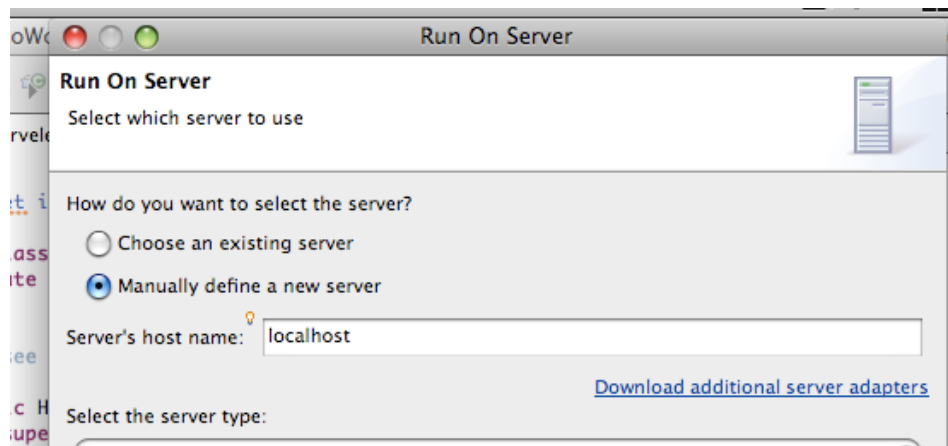 Run On Server
Run On Server
Select which server to use
How do you want to select the server?
Choose an existing server
Manually define a new server
Server's host name: localhost
Download additional server adapters
Select the server type: